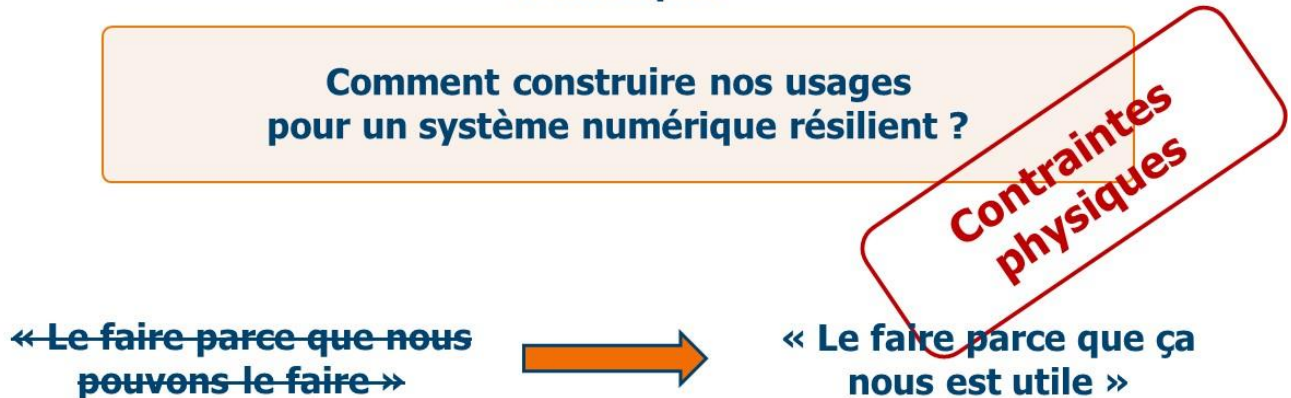 Comment construire nos usages
pour un système numérique résilient ?
Contraintes
physiques
« Le faire parce que nous
pouvons le faire »
« Le faire parce que ça
nous est utile »